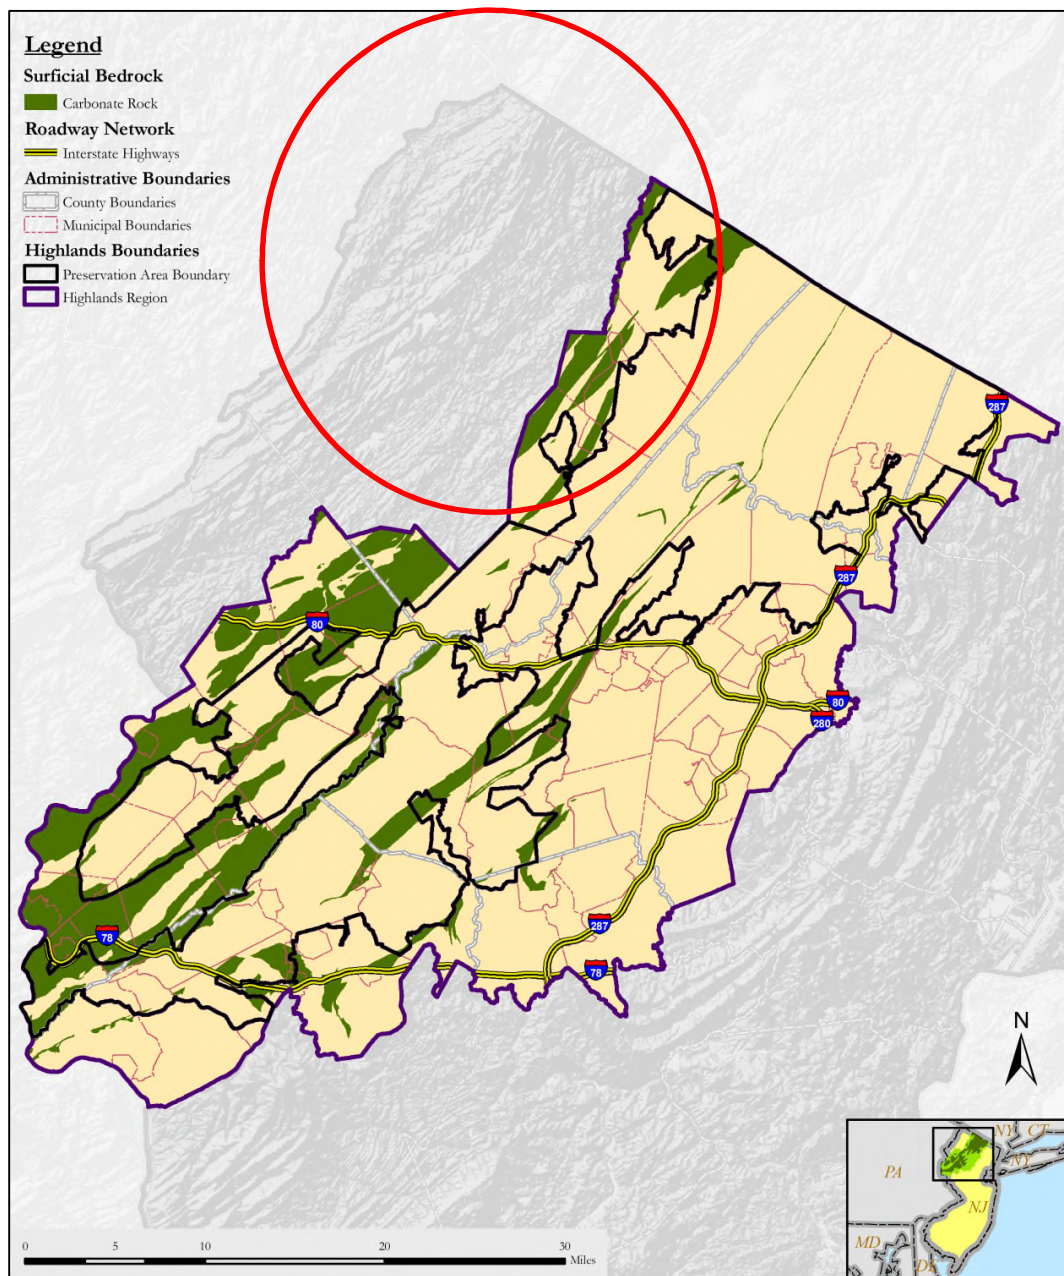 Legend
Surficial Bedrock
Carbonate Rock
Roadway Network
Interstate Highways
Administrative Boundaries
County Boundaries
Municipal Boundaries
Highlands Boundaries
Preservation Area Boundary
Highlands Region
287
287
80
80
280
78
287
78
N
NY CT
NY
PA
NJ
MD
DE
0 5 10 20 30
Miles